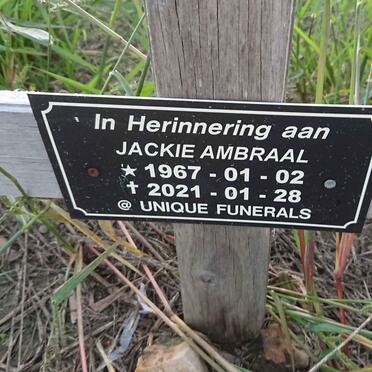 In Herinnering aan
JACKIE AMBRAAL
★ 1967 - 01 - 02
✝ 2021 - 01 - 28
@ UNIQUE FUNERALS